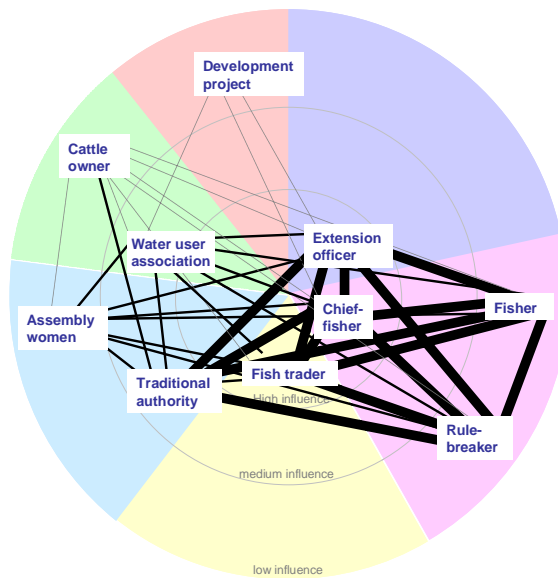 Development
project
Cattle
owner
Extension
officer
Water user
association
Chief-
fisher
Fisher
Assembly
women
Fish trader
Traditional
authority
High influence
Rule-
breaker
medium influence
low influence